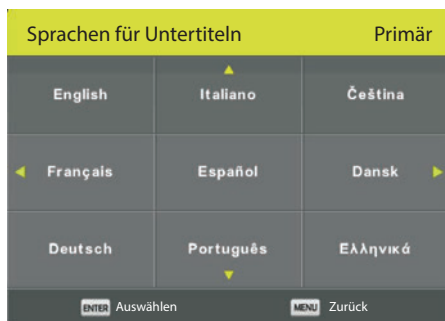 Sprachen für Untertiteln Primär
English Italiano Čeština
Français Español Dansk
Deutsch Português Ελληνικά
ENTER Auswählen MENU Zurück